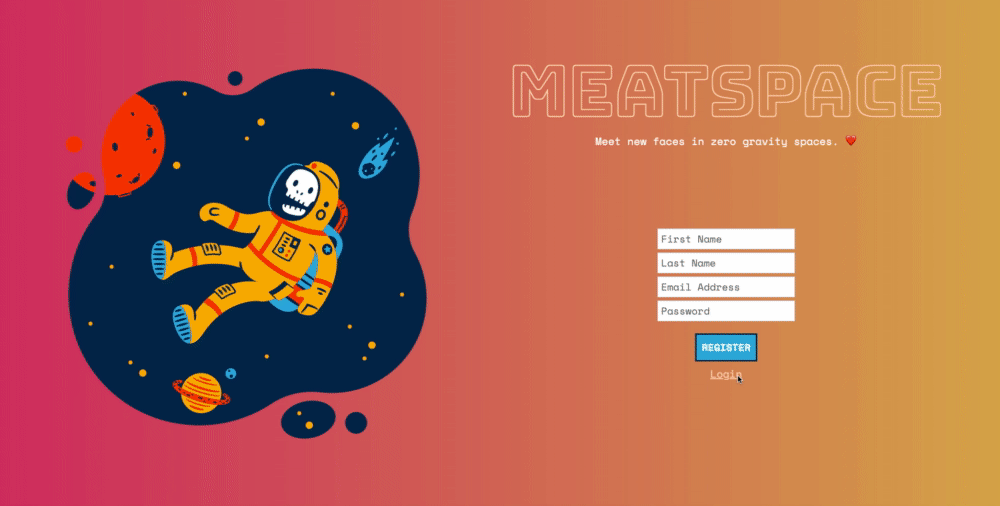 MEATSPACE
Meet new faces in zero gravity spaces. ❤️
First Name
Last Name
Email Address
Password
REGISTER
Login